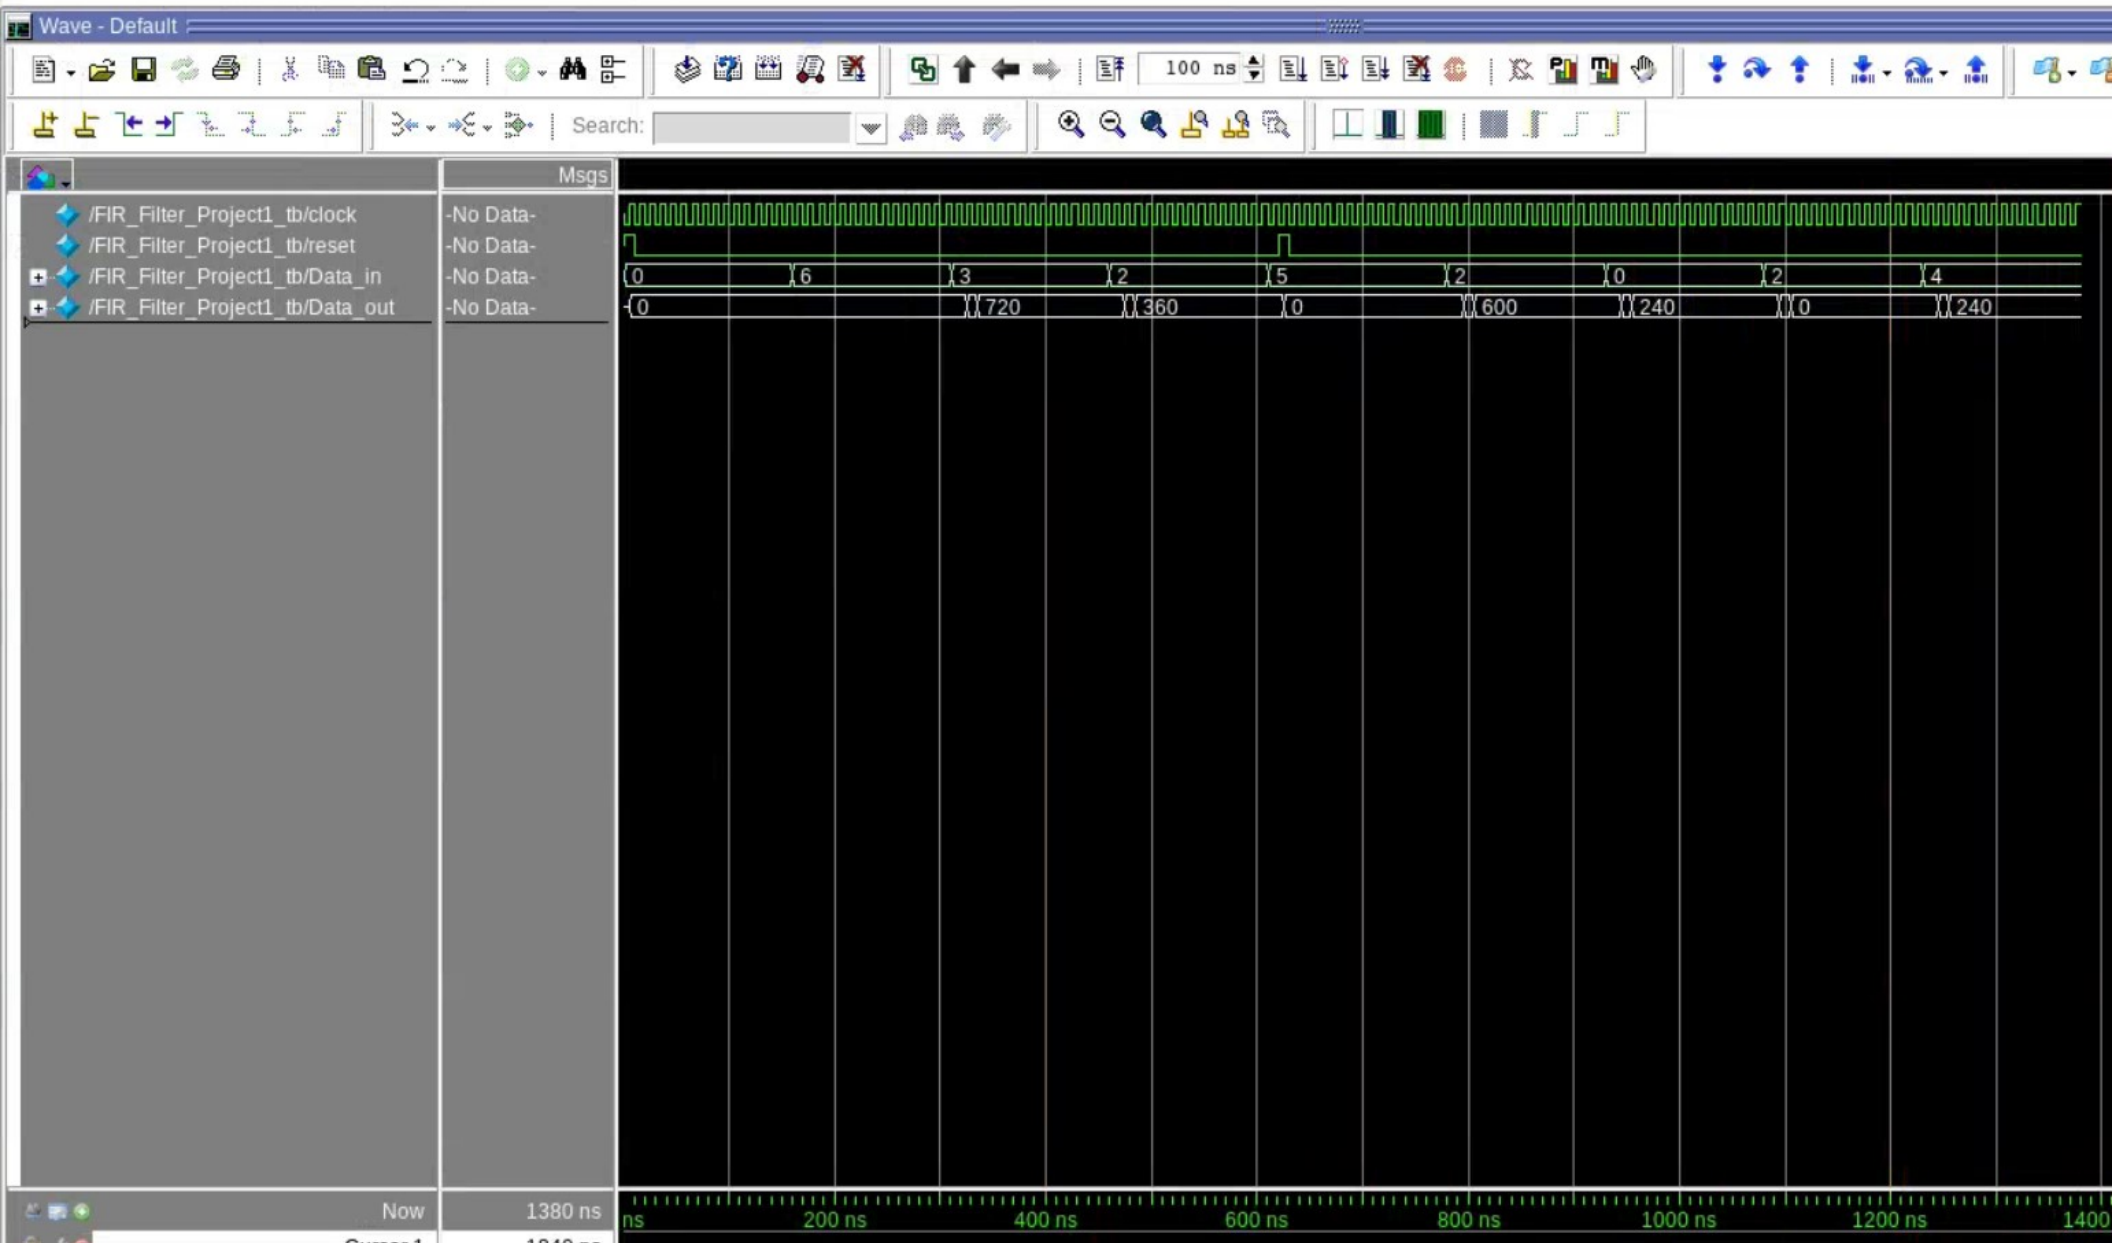 Wave - Default
100 ns
Search:
Msgs
/FIR_Filter_Project1_tb/clock -No Data-
/FIR_Filter_Project1_tb/reset -No Data-
/FIR_Filter_Project1_tb/Data_in -No Data- 0 6 3 2 5 2 0 2 4
/FIR_Filter_Project1_tb/Data_out -No Data- 0 720 360 0 600 240 0 240
Now 1380 ns
ns 200 ns 400 ns 600 ns 800 ns 1000 ns 1200 ns 1400